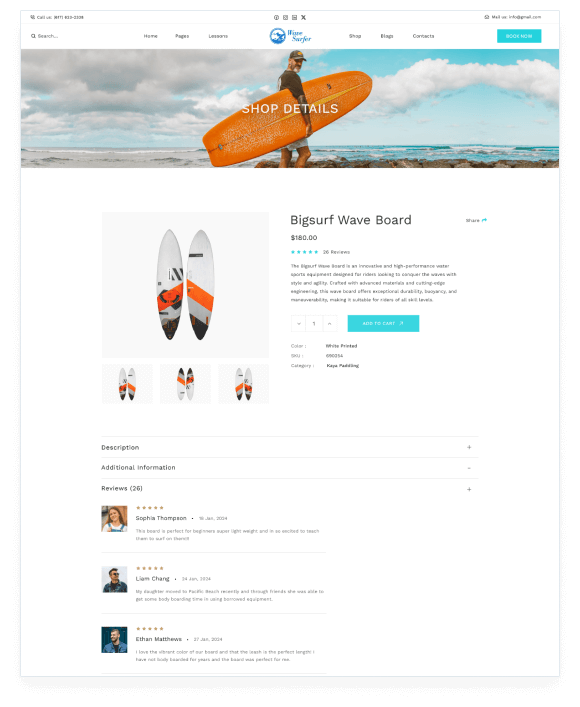 Call us: (617) 623-2338
Mail us: info@gmail.com
Search...
Home
Pages
Lessons
Wave
Surfer
Shop
Blogs
Contacts
BOOK NOW
SHOP DETAILS
Bigsurf Wave Board
Share
$180.00
26 Reviews
The Bigsurf Wave Board is an innovative and high-performance water
sports equipment designed for riders looking to conquer the waves with
style and agility. Crafted with advanced materials and cutting-edge
engineering, this wave board offers exceptional durability, buoyancy, and
maneuverability, making it suitable for riders of all skill levels.
1
ADD TO CART
Color :
White Printed
SKU :
Category :
Kaya Paddling
Description
+
Additional Information
-
Reviews (26)
+
Sophia Thompson • 19 Jan, 2024
This board is perfect for beginners super light weight and in so excited to teach
them to surf on them!!
Liam Chang • 24 Jan, 2024
My daughter moved to Pacific Beach recently and through friends she was able to
get some body boarding time in using borrowed equipment.
Ethan Matthews • 27 Jan, 2024
I love the vibrant color of our board and that the leash is the perfect length! I
have not body boarded for years and the board was perfect for me.